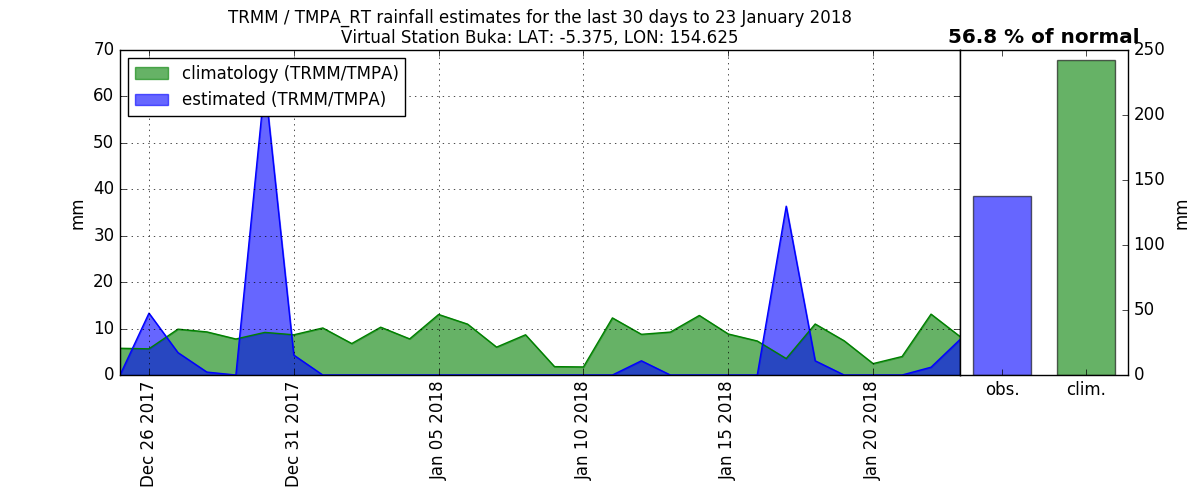 TRMM / TMPA_RT rainfall estimates for the last 30 days to 23 January 2018
Virtual Station Buka: LAT: -5.375, LON: 154.625
56.8 % of normal
climatology (TRMM/TMPA)
estimated (TRMM/TMPA)
70
60
50
40
30
20
10
0
mm
Dec 26 2017
Dec 31 2017
Jan 05 2018
Jan 10 2018
Jan 15 2018
Jan 20 2018
250
200
150
100
50
0
mm
obs.
clim.